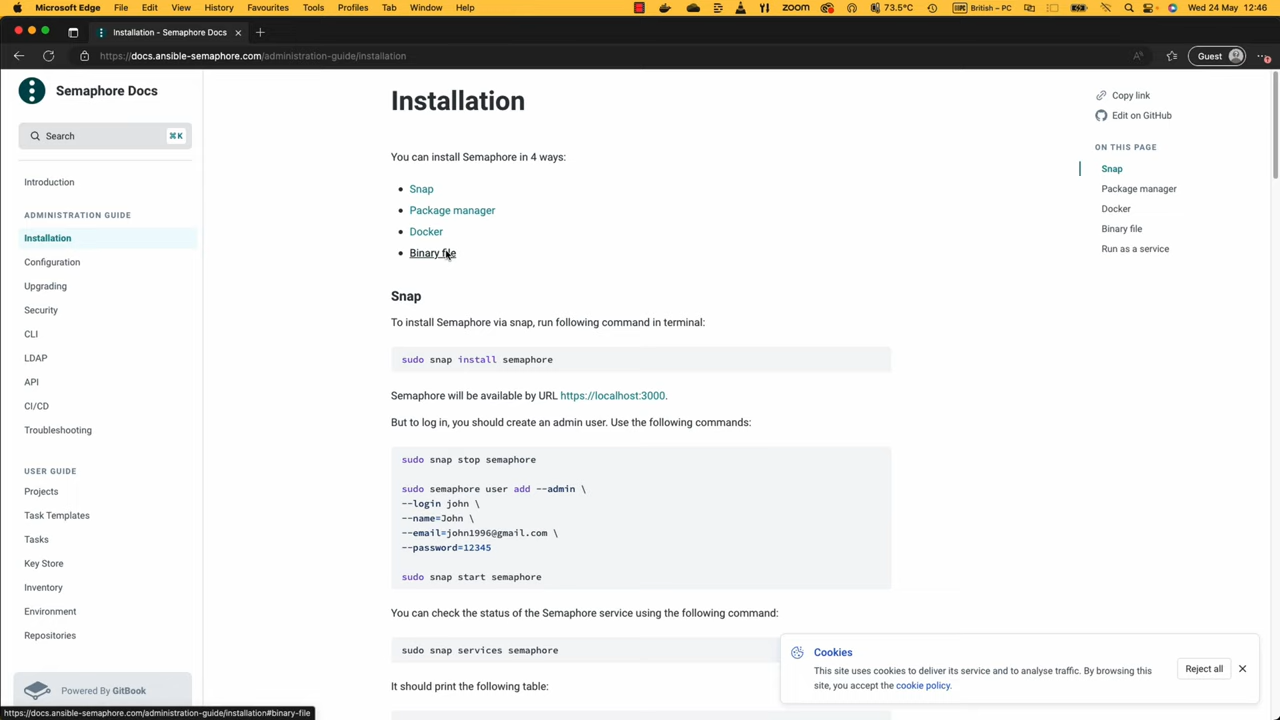 Microsoft Edge File Edit View History Favourites Tools Profiles Tab Window Help zoom 73.5°C British – PC Wed 24 May 12:46
Installation - Semaphore Docs
https://docs.ansible-semaphore.com/administration-guide/installation
Guest
Semaphore Docs
Search ⌘K
Introduction
ADMINISTRATION GUIDE
Installation
Configuration
Upgrading
Security
CLI
LDAP
API
CI/CD
Troubleshooting
USER GUIDE
Projects
Task Templates
Tasks
Key Store
Inventory
Environment
Repositories
Powered By GitBook
https://docs.ansible-semaphore.com/administration-guide/installation#binary-file
Installation
You can install Semaphore in 4 ways:
Snap
Package manager
Docker
Binary file
Snap
To install Semaphore via snap, run following command in terminal:
sudo snap install semaphore
Semaphore will be available by URL https://localhost:3000.
But to log in, you should create an admin user. Use the following commands:
sudo snap stop semaphore
sudo semaphore user add --admin \
--login john \
--name=John \
--email=john1996@gmail.com \
--password=12345
sudo snap start semaphore
You can check the status of the Semaphore service using the following command:
sudo snap services semaphore
It should print the following table:
Copy link
Edit on GitHub
ON THIS PAGE
Snap
Package manager
Docker
Binary file
Run as a service
Cookies
This site uses cookies to deliver its service and to analyse traffic. By browsing this
site, you accept the cookie policy.
Reject all